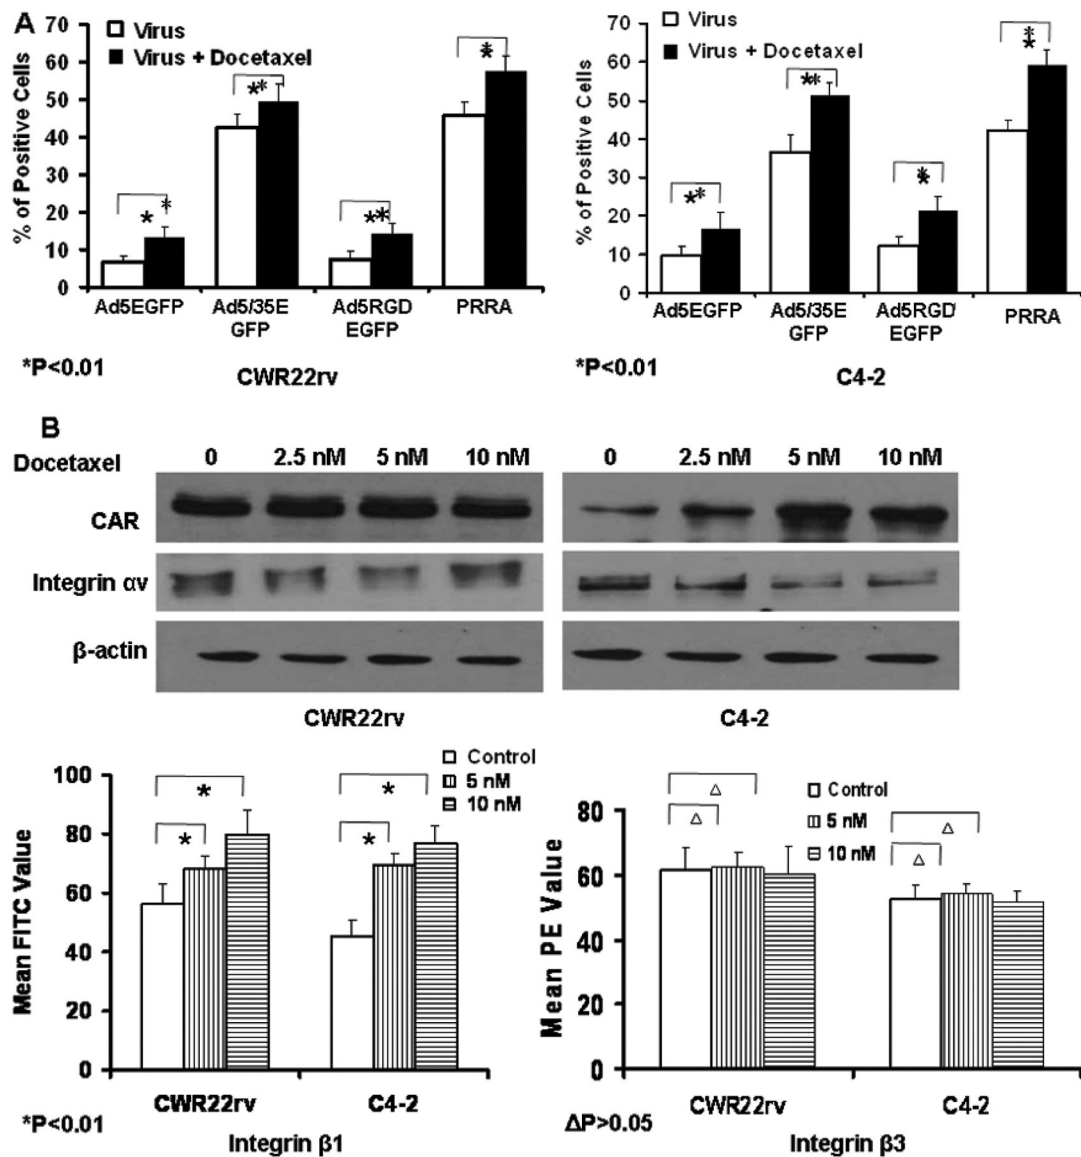 A
70
60
50
40
30
20
10
0
% of Positive Cells
Virus
Virus + Docetaxel
* *
**
**
**
Ad5EGFP
Ad5/35E
GFP
Ad5RGD
EGFP
PRRA
*P<0.01
CWR22rv
70
60
50
40
30
20
10
0
% of Positive Cells
Virus
Virus + Docetaxel
**
**
**
**
Ad5EGFP
Ad5/35E
GFP
Ad5RGD
EGFP
PRRA
*P<0.01
C4-2
B
Docetaxel
0 2.5 nM 5 nM 10 nM
0 2.5 nM 5 nM 10 nM
CAR
Integrin αv
β-actin
CWR22rv
C4-2
100
80
60
40
20
0
Mean FITC Value
Control
5 nM
10 nM
*
*
*
*
CWR22rv
C4-2
*P<0.01
Integrin β1
80
60
40
20
0
Mean PE Value
Control
5 nM
10 nM
Δ
Δ
Δ
Δ
CWR22rv
C4-2
ΔP>0.05
Integrin β3